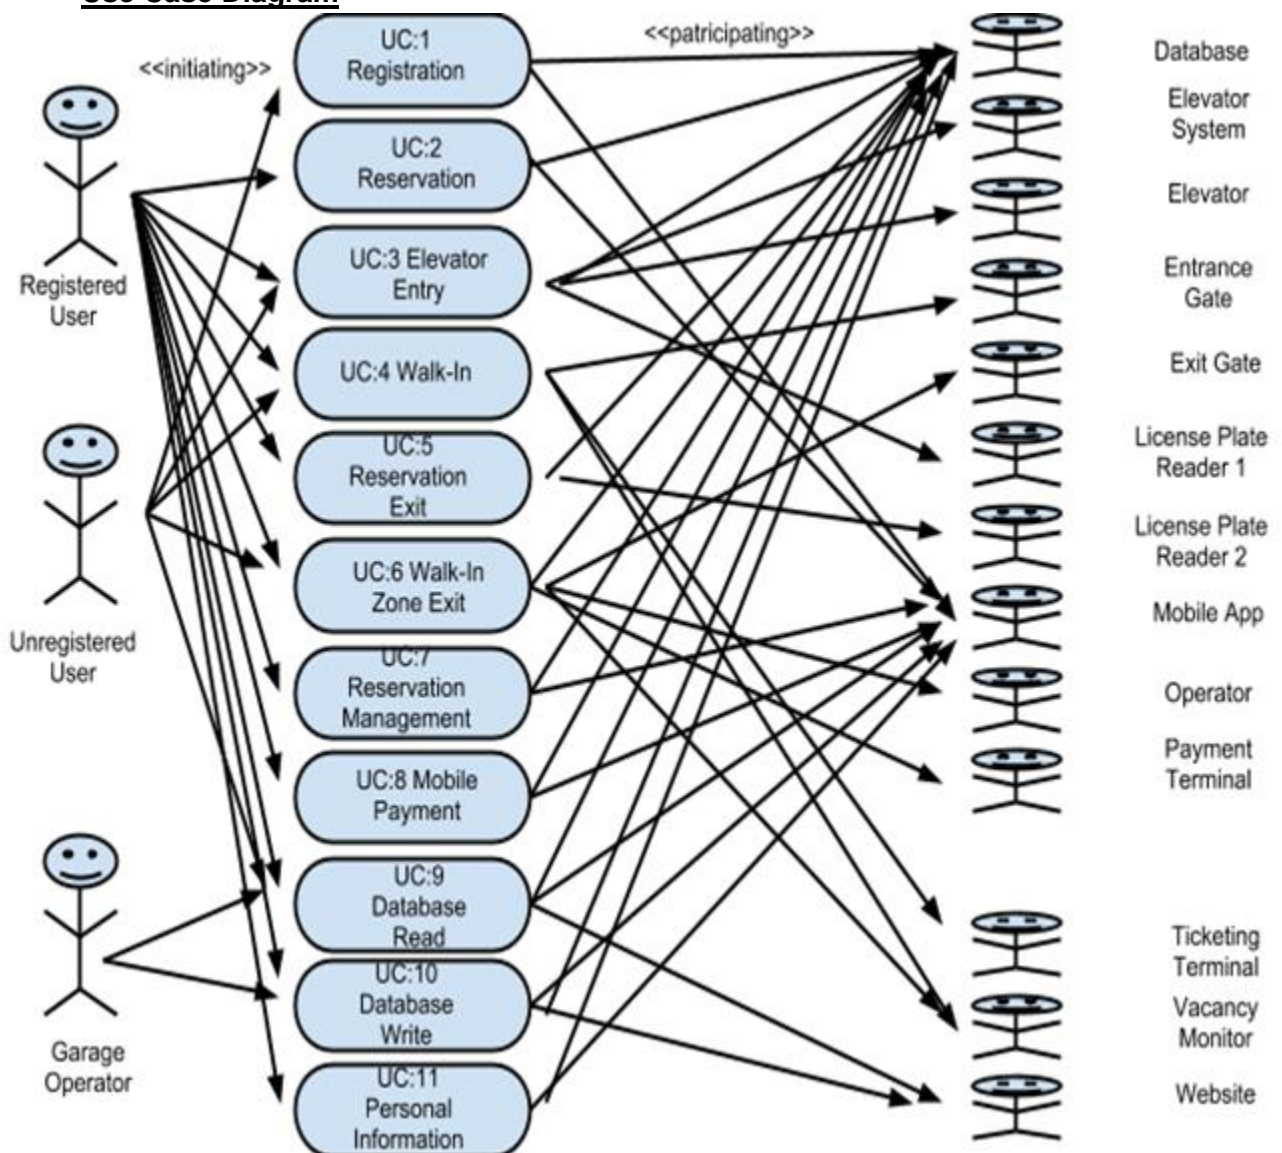 Use Case Diagram
<<initiating>>
<<patricipating>>
Registered
User
Unregistered
User
Garage
Operator
UC:1
Registration
UC:2
Reservation
UC:3 Elevator
Entry
UC:4 Walk-In
UC:5
Reservation
Exit
UC:6 Walk-In
Zone Exit
UC:7
Reservation
Management
UC:8 Mobile
Payment
UC:9
Database
Read
UC:10
Database
Write
UC:11
Personal
Information
Database
Elevator
System
Elevator
Entrance
Gate
Exit Gate
License Plate
Reader 1
License Plate
Reader 2
Mobile App
Operator
Payment
Terminal
Ticketing
Terminal
Vacancy
Monitor
Website